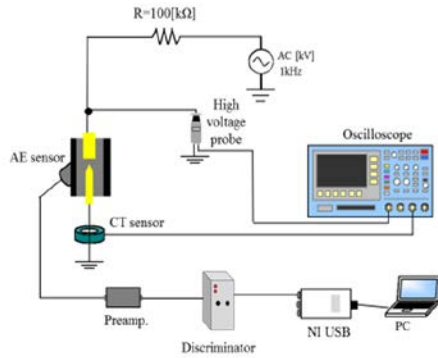 R=100[kΩ]
AC [kV]
1kHz
High
voltage
probe
Oscilloscope
AE sensor
CT sensor
Preamp.
Discriminator
NI USB
PC